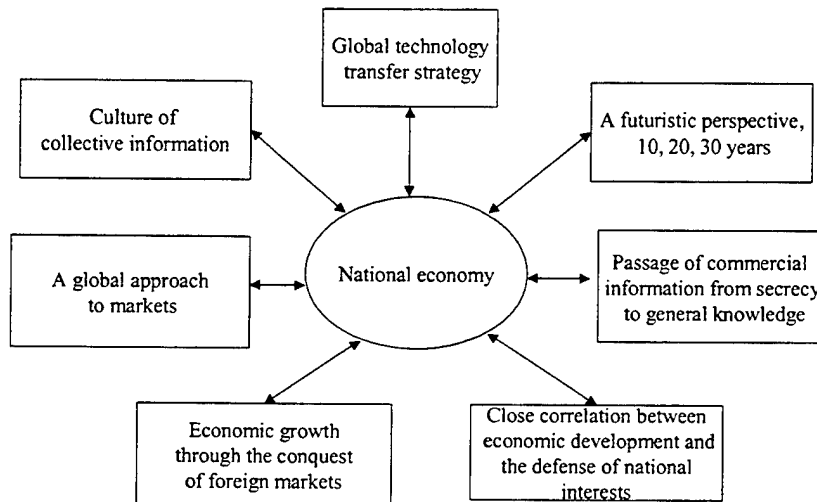 Global technology
transfer strategy
Culture of
collective information
A futuristic perspective,
10, 20, 30 years
National economy
A global approach
to markets
Passage of commercial
information from secrecy
to general knowledge
Economic growth
through the conquest
of foreign markets
Close correlation between
economic development and
the defense of national
interests